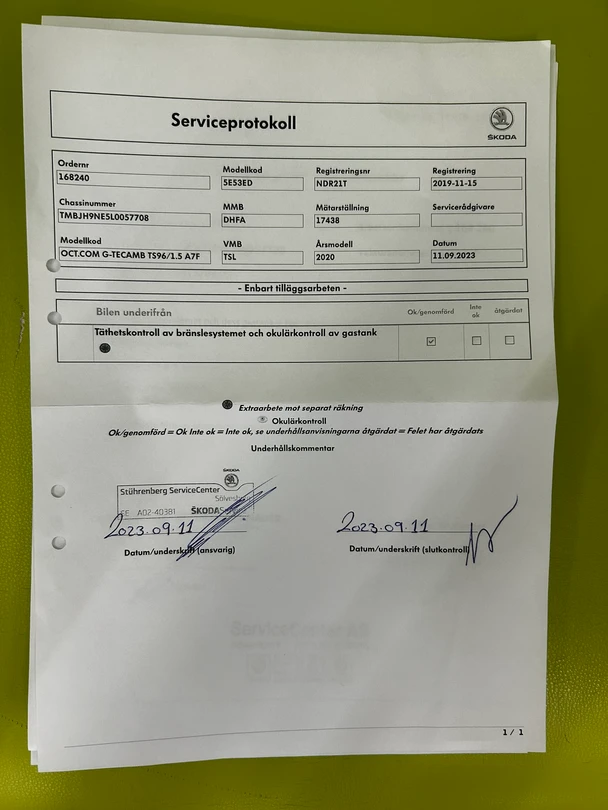 Serviceprotokoll
ŠKODA
Ordernr Modellkod Registreringsnr Registrering
168240 5E53ED NDR21T 2019-11-15
Chassinummer MMB Mätarställning Servicerådgivare
TMBJH9NE5L0057708 DHFA 17438
Modellkod VMB Årsmodell Datum
OCT.COM G-TECAMB TS96/1.5 A7F TSL 2020 11.09.2023
- Enbart tilläggsarbeten -
Bilen underifrån Ok/genomförd Inte ok åtgärdat
Täthetskontroll av bränslesystemet och okulärkontroll av gastank
Extraarbete mot separat räkning
Okulärkontroll
Ok/genomförd = Ok Inte ok = Inte ok, se underhållsanvisningarna åtgärdat = Felet har åtgärdats
Underhållskommentar
ŠKODA
Stührenberg ServiceCenter
Sölvesborg
SE A02-40381 ŠKODA
2023.09.11 2023.09.11
Datum/underskrift (ansvarig) Datum/underskrift (slutkontroll)
1 / 1